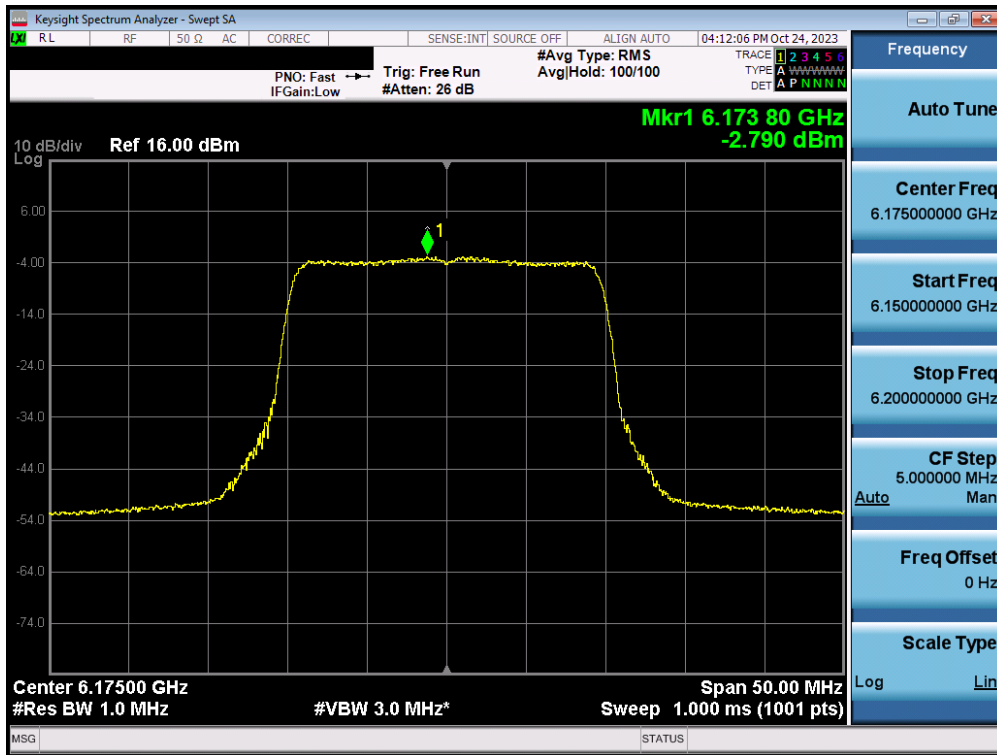 Keysight Spectrum Analyzer - Swept SA
LXI RL RF 50 Ω AC CORREC SENSE:INT SOURCE OFF ALIGN AUTO 04:12:06 PM Oct 24, 2023
PNO: Fast Trig: Free Run #Avg Type: RMS TRACE 1 2 3 4 5 6
IFGain:Low #Atten: 26 dB Avg|Hold: 100/100 TYPE A WWWWW
DET A P N N N N
Mkr1 6.173 80 GHz
-2.790 dBm
10 dB/div Ref 16.00 dBm
Log
1
6.00
-4.00
-14.0
-24.0
-34.0
-44.0
-54.0
-64.0
-74.0
Center 6.17500 GHz Span 50.00 MHz
#Res BW 1.0 MHz #VBW 3.0 MHz* Sweep 1.000 ms (1001 pts)
MSG STATUS
Frequency
Auto Tune
Center Freq
6.175000000 GHz
Start Freq
6.150000000 GHz
Stop Freq
6.200000000 GHz
CF Step
5.000000 MHz
Auto Man
Freq Offset
0 Hz
Scale Type
Log Lin